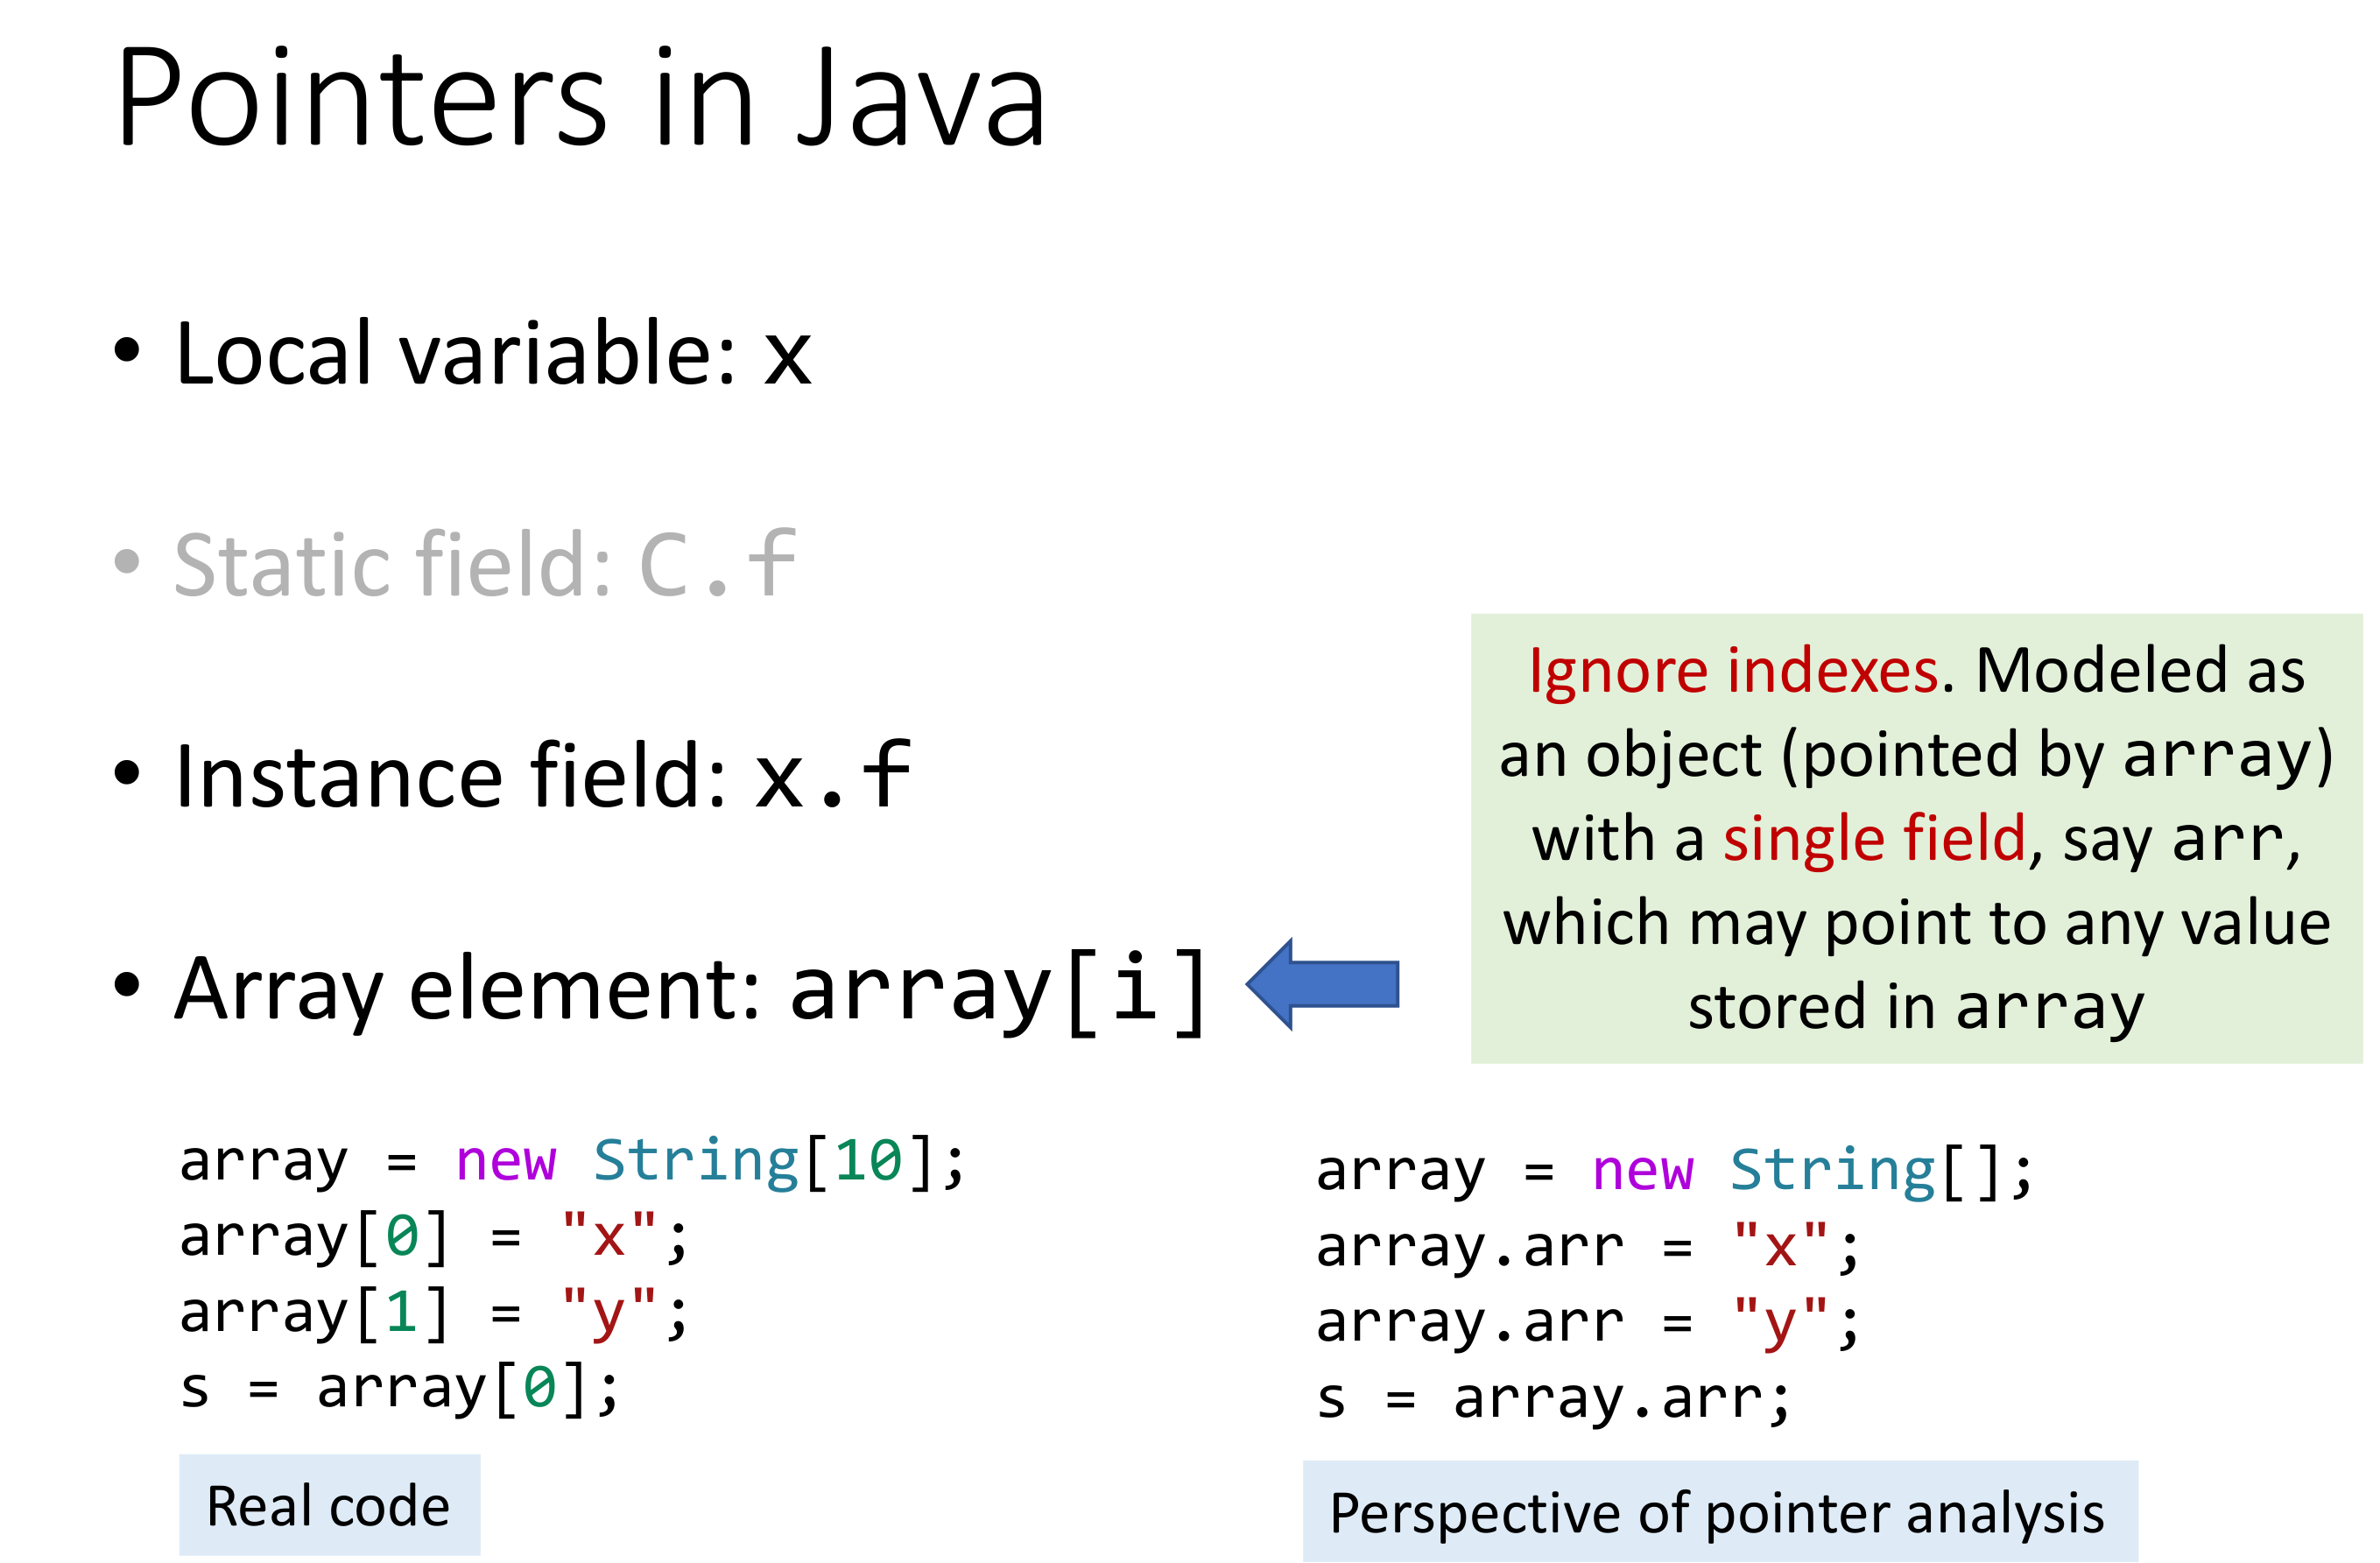 Pointers in Java
• Local variable: x
• Static field: C.f
• Instance field: x.f
• Array element: array[i]
Ignore indexes. Modeled as
an object (pointed by array)
with a single field, say arr,
which may point to any value
stored in array
array = new String[10];
array[0] = "x";
array[1] = "y";
s = array[0];
Real code
array = new String[];
array.arr = "x";
array.arr = "y";
s = array.arr;
Perspective of pointer analysis